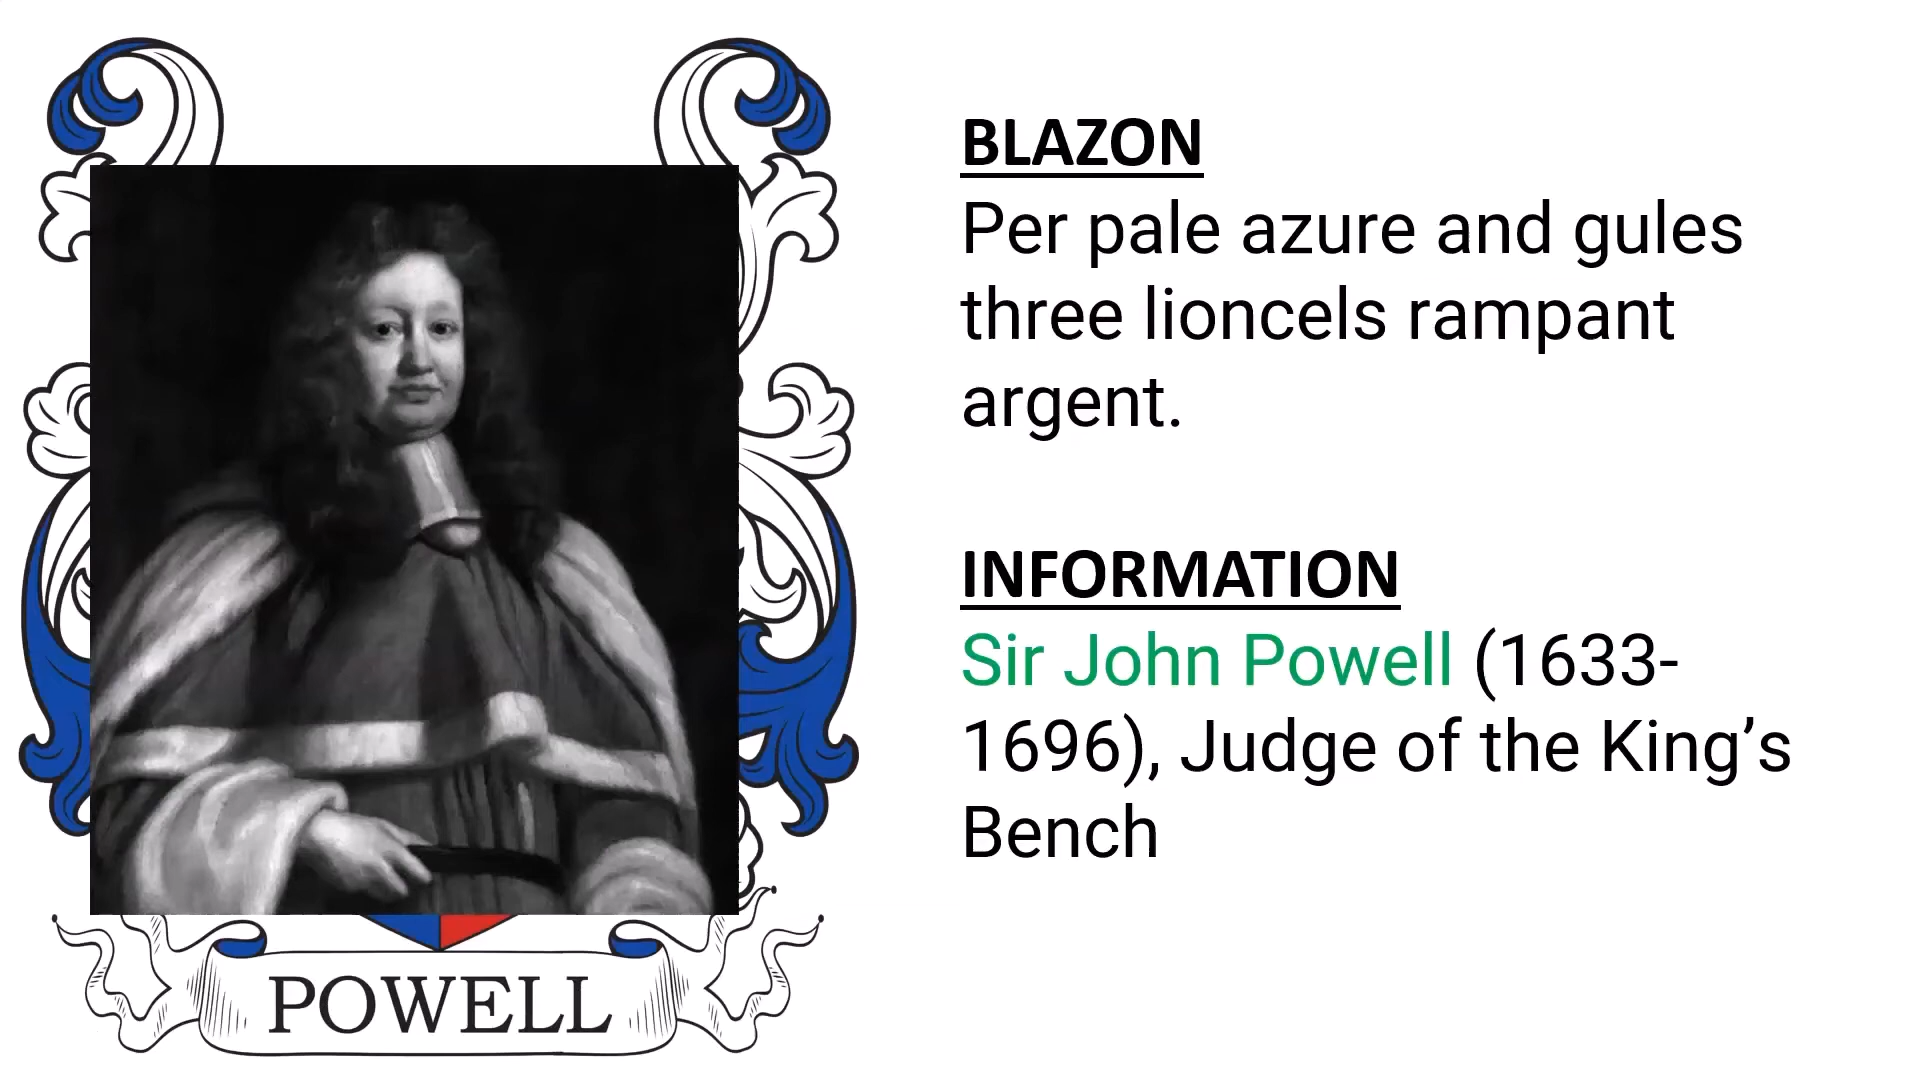 BLAZON
Per pale azure and gules
three lioncels rampant
argent.
INFORMATION
Sir John Powell (1633-
1696), Judge of the King’s
Bench
POWELL